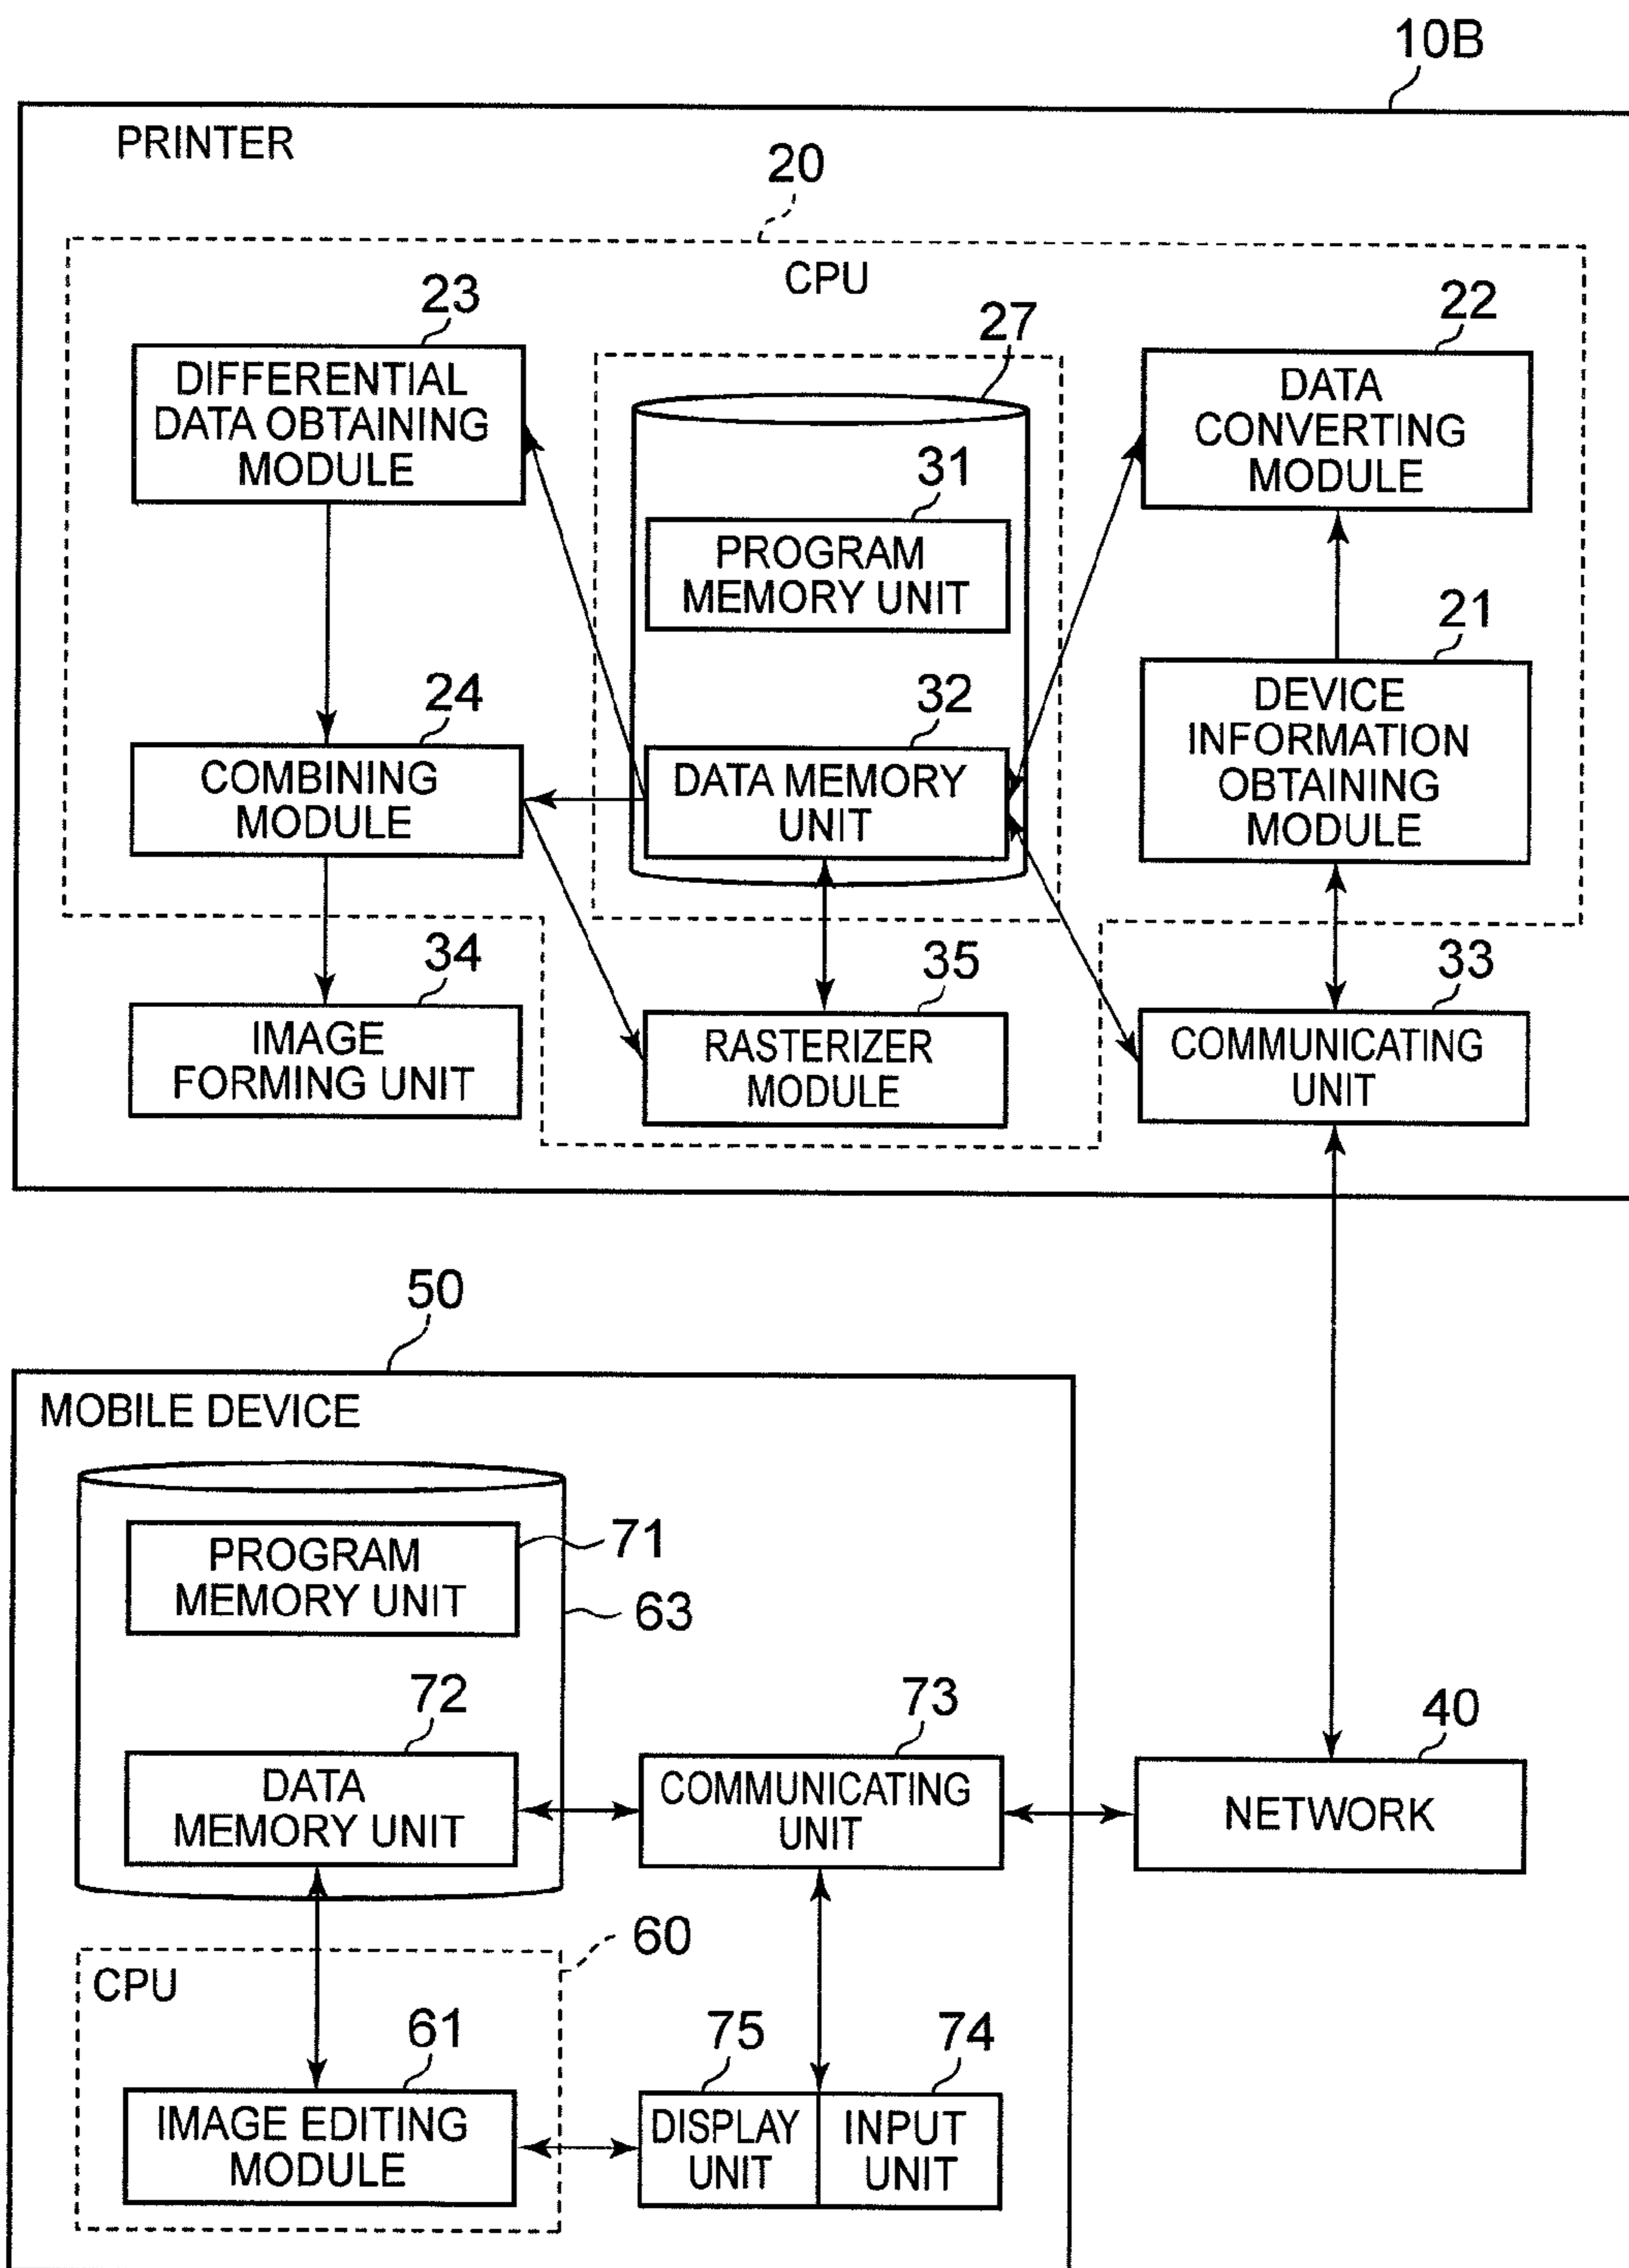 10B
PRINTER
20
CPU
23
DIFFERENTIAL
DATA OBTAINING
MODULE
27
22
DATA
CONVERTING
MODULE
31
PROGRAM
MEMORY UNIT
21
DEVICE
INFORMATION
OBTAINING
MODULE
24
COMBINING
MODULE
32
DATA MEMORY
UNIT
34
IMAGE
FORMING UNIT
35
RASTERIZER
MODULE
33
COMMUNICATING
UNIT
50
MOBILE DEVICE
PROGRAM
MEMORY UNIT
71
63
72
DATA
MEMORY UNIT
73
COMMUNICATING
UNIT
40
NETWORK
60
CPU
61
IMAGE EDITING
MODULE
75
DISPLAY
UNIT
74
INPUT
UNIT